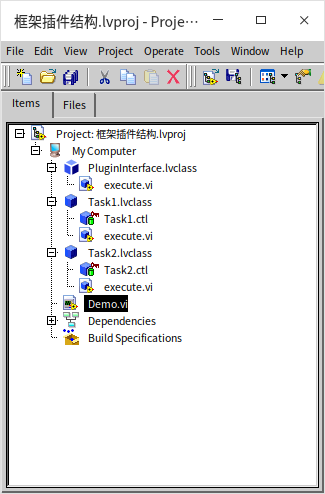 框架插件结构.lvproj - Proje...
File Edit View Project Operate Tools Window Help
Items Files
Project: 框架插件结构.lvproj
My Computer
PluginInterface.lvclass
execute.vi
Task1.lvclass
Task1.ctl
execute.vi
Task2.lvclass
Task2.ctl
execute.vi
Demo.vi
Dependencies
Build Specifications